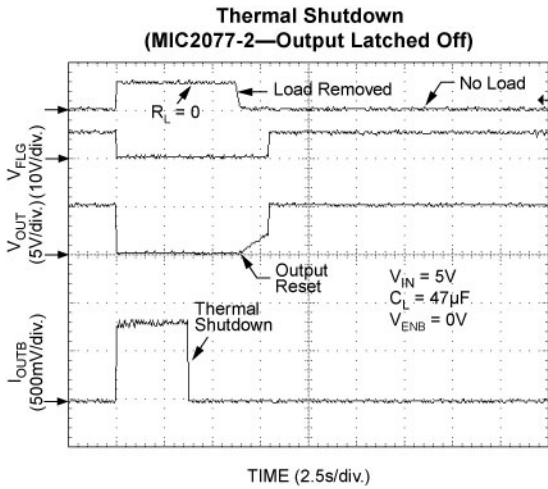 Thermal Shutdown
(MIC2077-2—Output Latched Off)
Load Removed
No Load
R_L = 0
V_FLG
(10V/div.)
V_OUT
(5V/div.)
Output
Reset
V_IN = 5V
C_L = 47µF
V_ENB = 0V
Thermal
Shutdown
I_OUTB
(500mV/div.)
TIME (2.5s/div.)